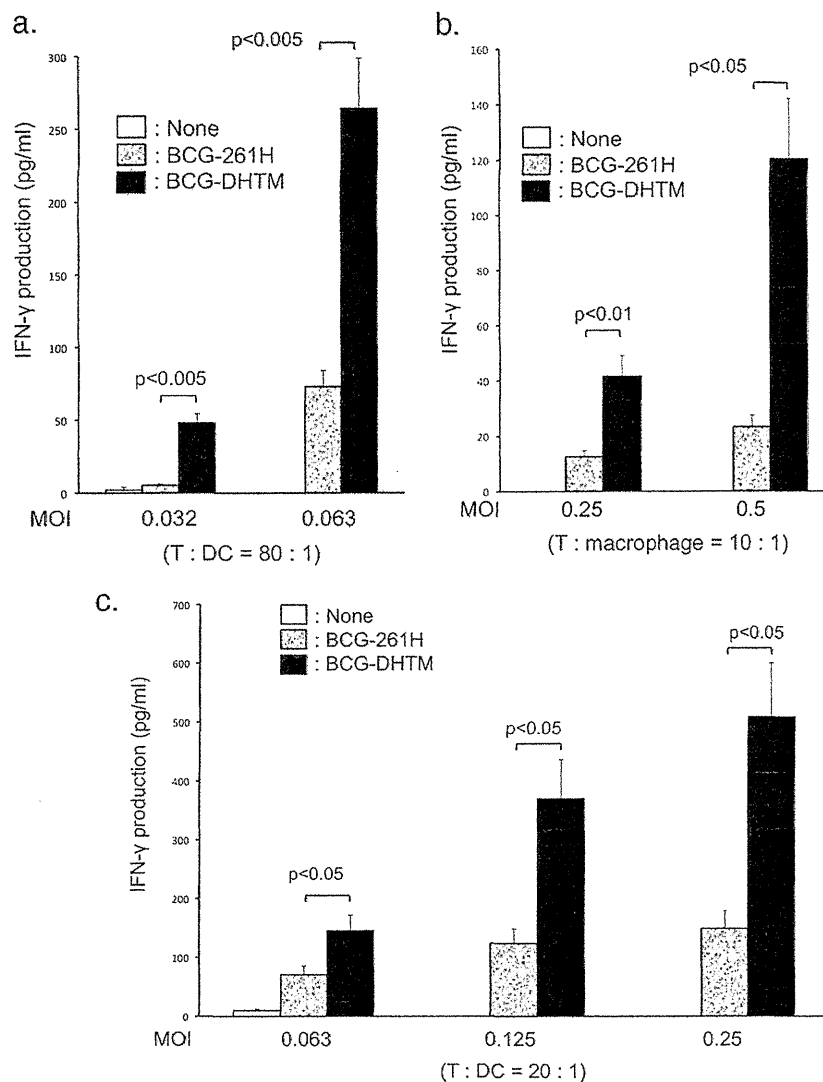 a.
p<0.005
: None
: BCG-261H
: BCG-DHTM
IFN-γ production (pg/ml)
300
250
200
150
100
50
0
p<0.005
MOI 0.032 0.063
(T : DC = 80 : 1)
b.
p<0.05
: None
: BCG-261H
: BCG-DHTM
IFN-γ production (pg/ml)
160
140
120
100
80
60
40
20
0
p<0.01
0.25 0.5
MOI
(T : macrophage = 10 : 1)
c.
: None
: BCG-261H
: BCG-DHTM
IFN-γ production (pg/ml)
700
600
500
400
300
200
100
0
p<0.05
p<0.05
p<0.05
MOI 0.063 0.125 0.25
(T : DC = 20 : 1)